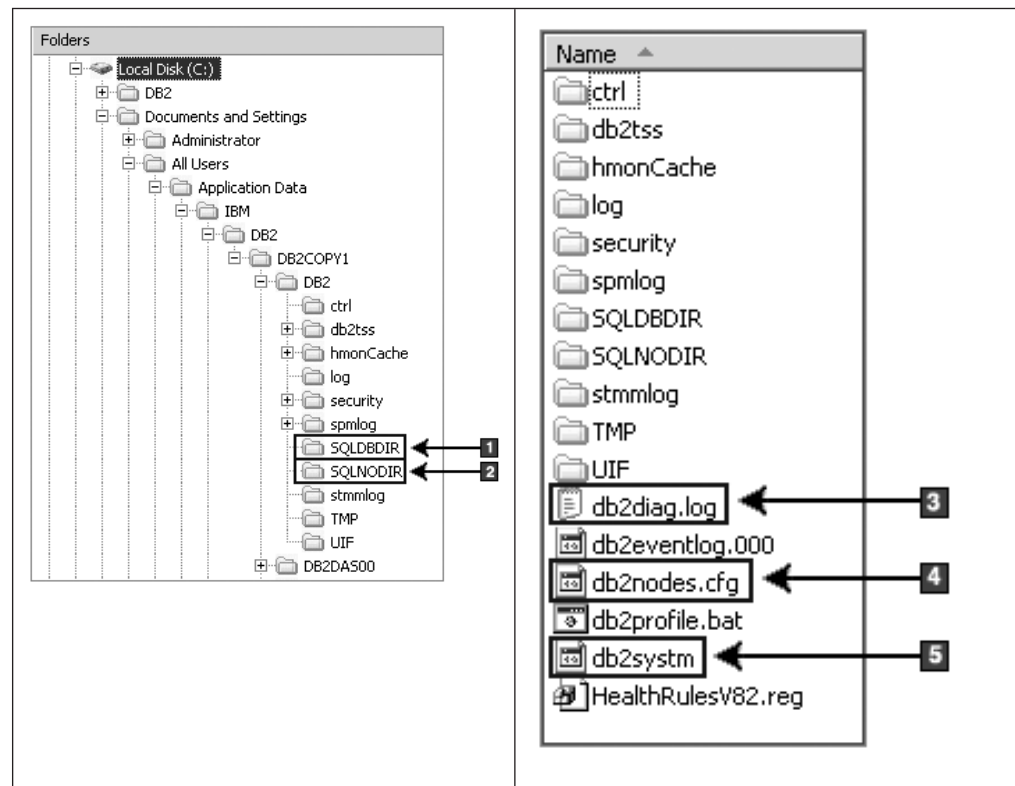 Folders
Local Disk (C:)
DB2
Documents and Settings
Administrator
All Users
Application Data
IBM
DB2
DB2COPY1
DB2
ctrl
db2tss
hmonCache
log
security
spmlog
SQLDBDIR 1
SQLNODIR 2
stmmlog
TMP
UIF
DB2DAS00
Name
ctrl
db2tss
hmonCache
log
security
spmlog
SQLDBDIR
SQLNODIR
stmmlog
TMP
UIF
db2diag.log 3
db2eventlog.000
db2nodes.cfg 4
db2profile.bat
db2systm 5
HealthRulesV82.reg